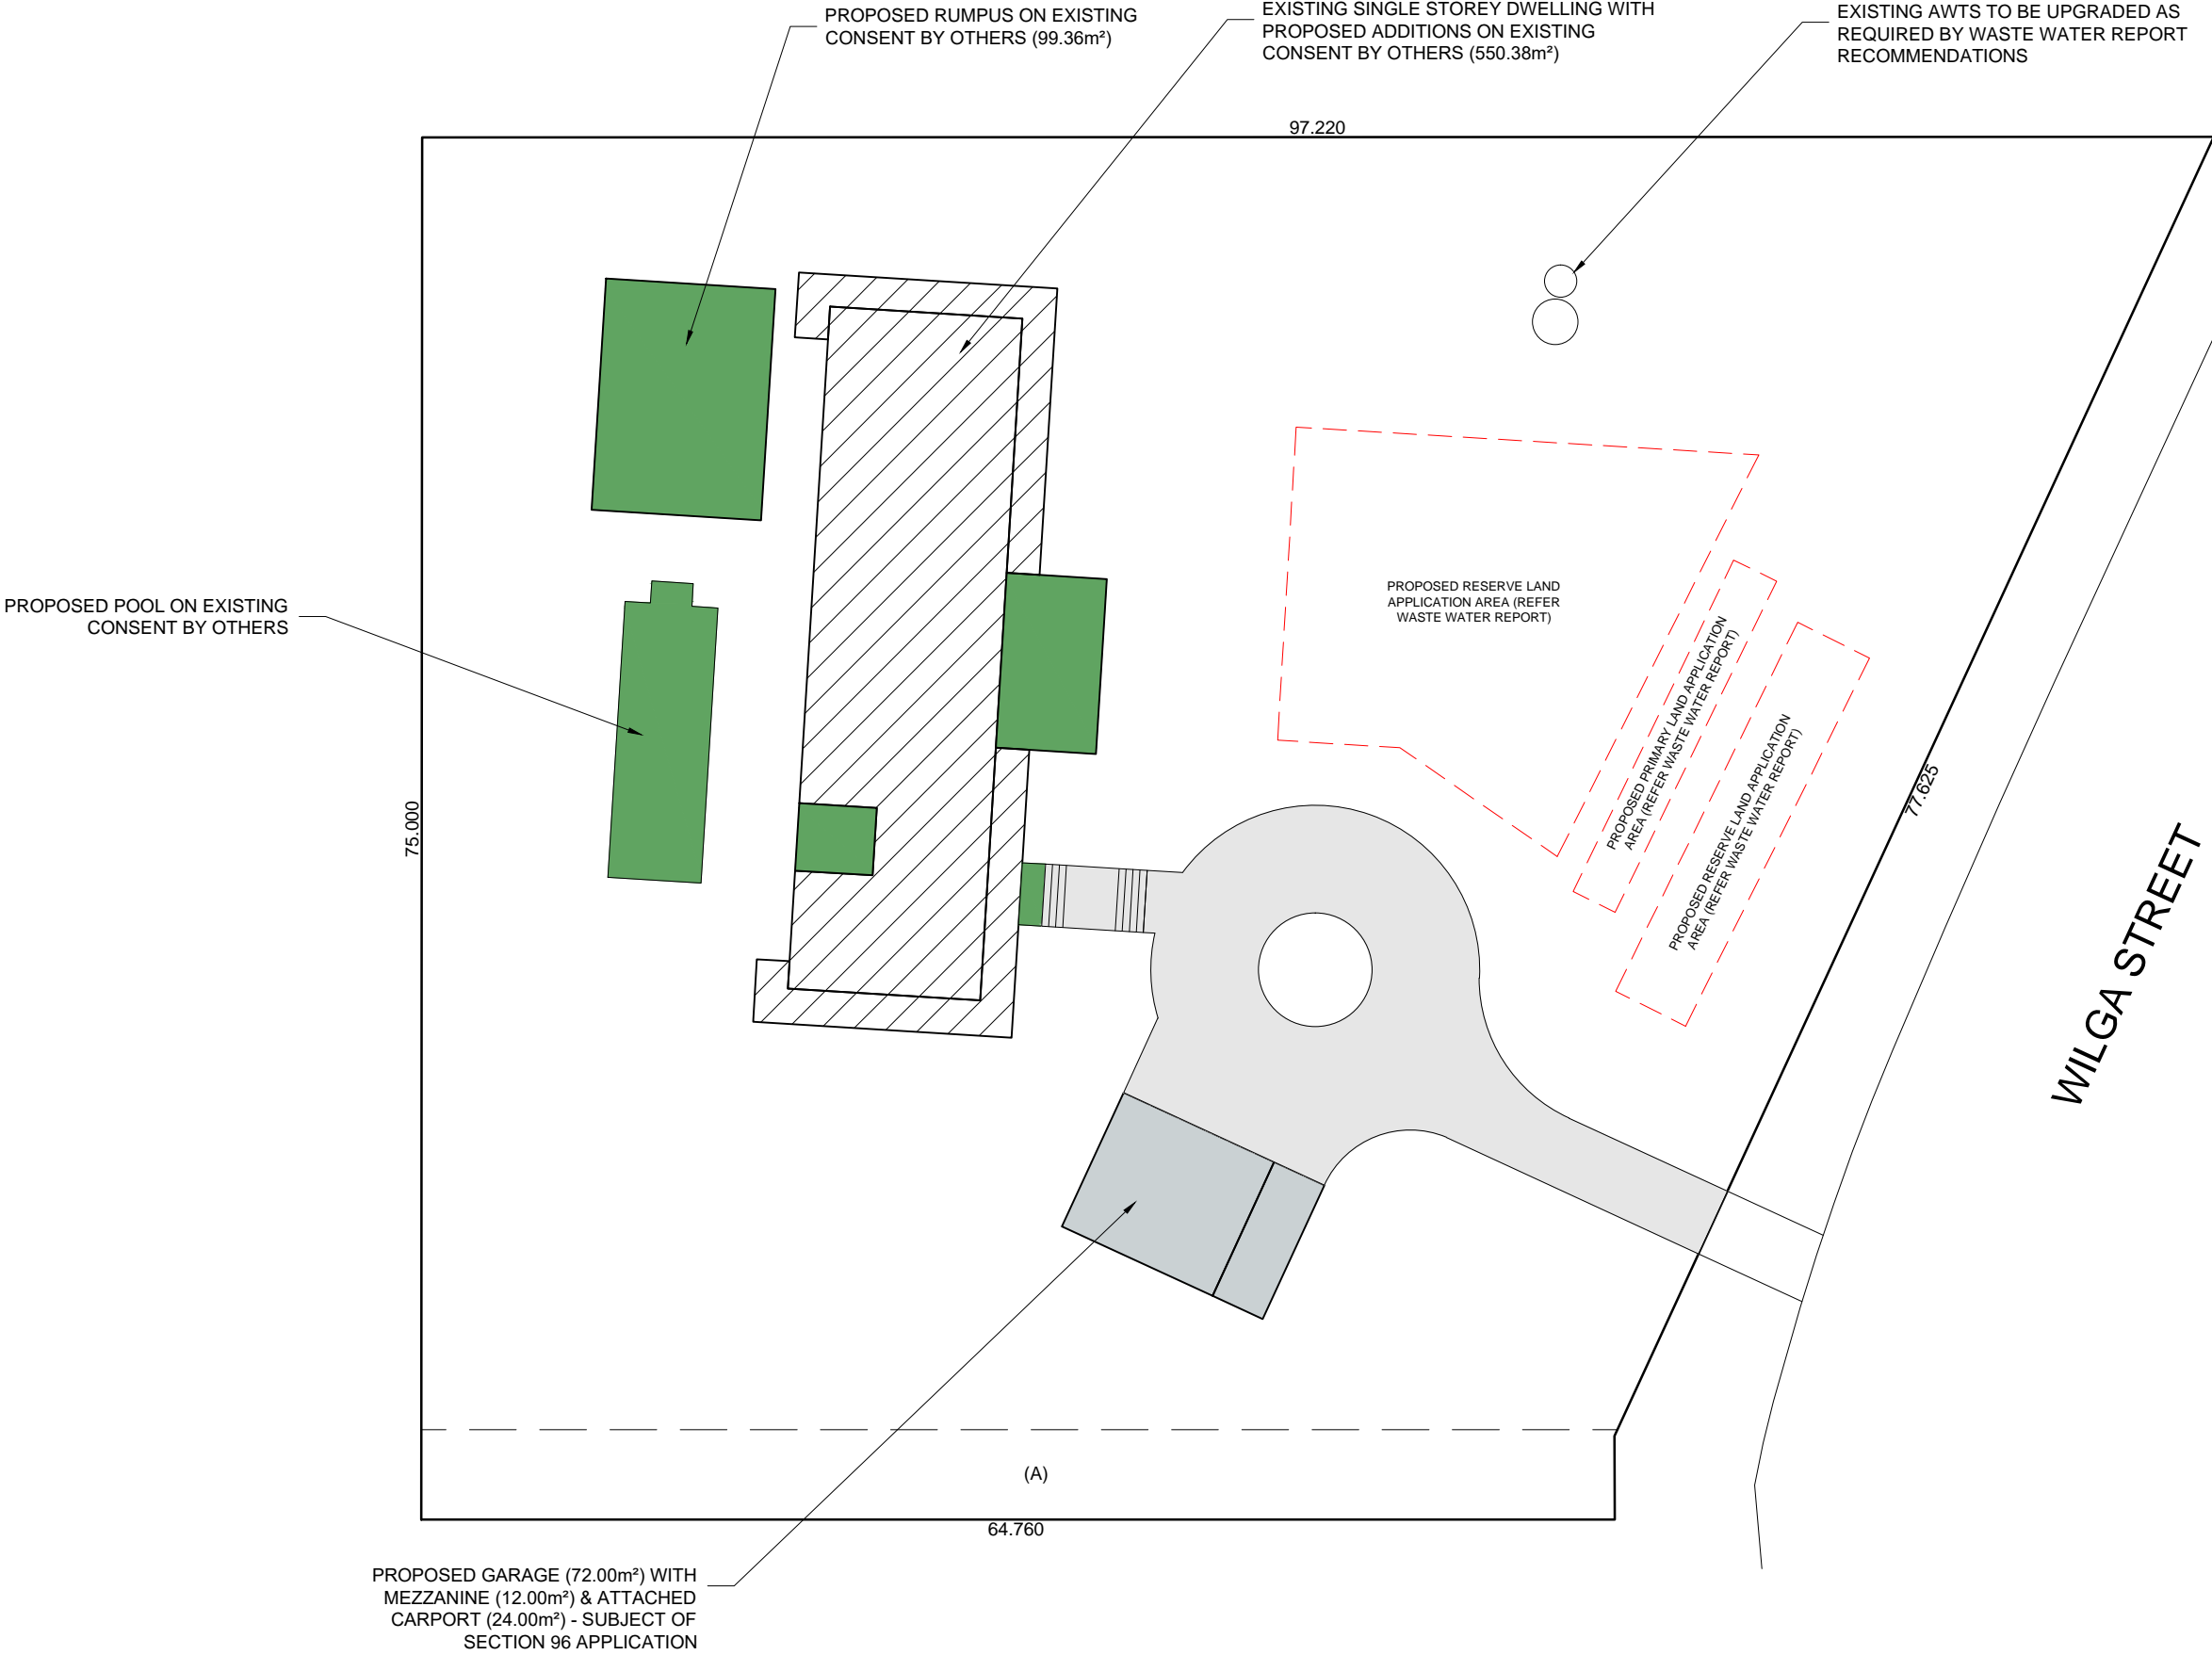 PROPOSED RUMPUS ON EXISTING
CONSENT BY OTHERS (99.36m²)
EXISTING SINGLE STOREY DWELLING WITH
PROPOSED ADDITIONS ON EXISTING
CONSENT BY OTHERS (550.38m²)
EXISTING AWTS TO BE UPGRADED AS
REQUIRED BY WASTE WATER REPORT
RECOMMENDATIONS
97.220
PROPOSED POOL ON EXISTING
CONSENT BY OTHERS
PROPOSED RESERVE LAND
APPLICATION AREA (REFER
WASTE WATER REPORT)
PROPOSED PRIMARY LAND APPLICATION
AREA (REFER WASTE WATER REPORT)
PROPOSED RESERVE LAND APPLICATION
AREA (REFER WASTE WATER REPORT)
75.000
77.625
WILGA STREET
(A)
64.760
PROPOSED GARAGE (72.00m²) WITH
MEZZANINE (12.00m²) & ATTACHED
CARPORT (24.00m²) - SUBJECT OF
SECTION 96 APPLICATION